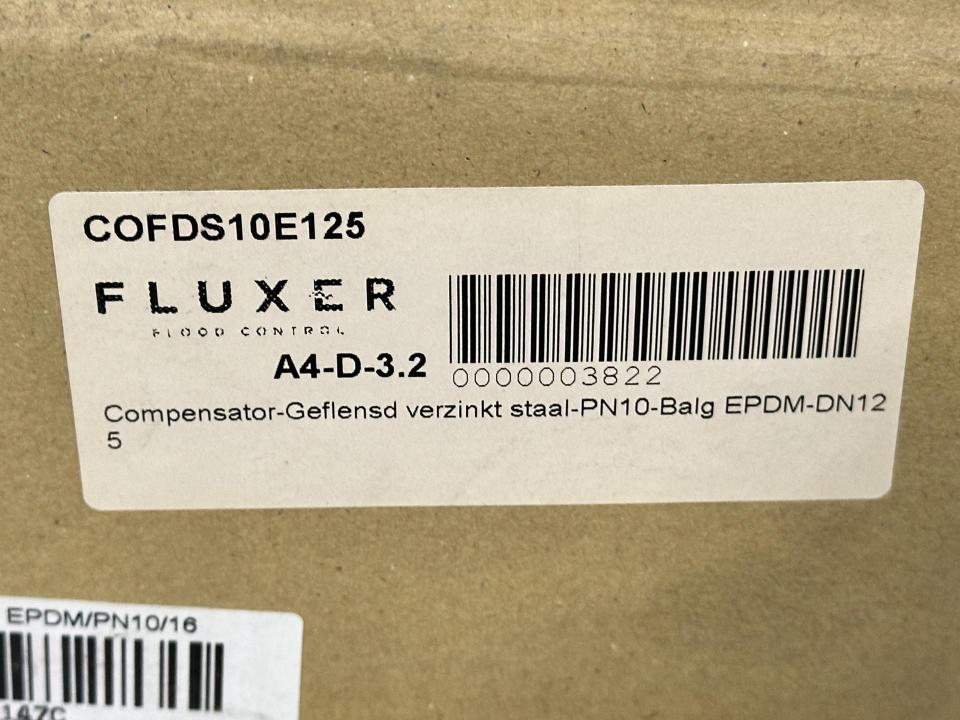 COFDS10E125
FLUXER
FLOOD CONTROL
A4-D-3.2
0000003822
Compensator-Geflensd verzinkt staal-PN10-Balg EPDM-DN12
5
EPDM/PN10/16
147C